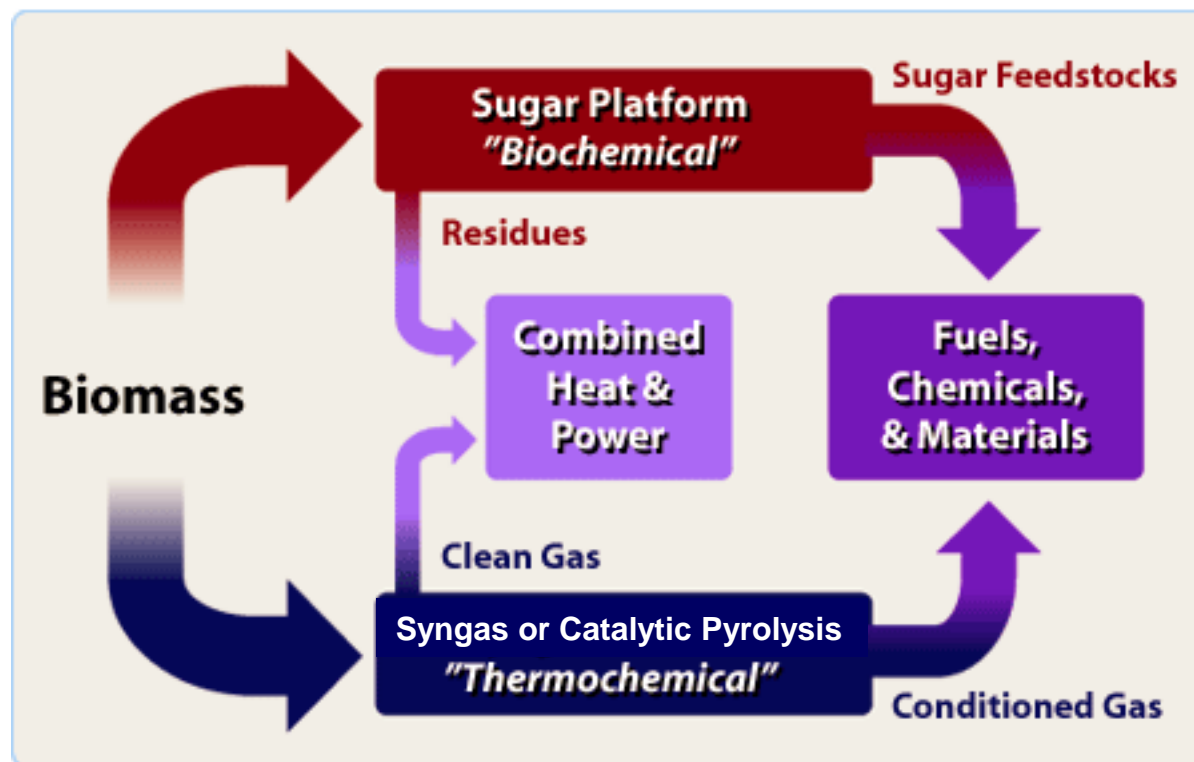 Sugar Feedstocks
Sugar Platform
”Biochemical”
Residues
Combined
Heat &
Power
Fuels,
Chemicals,
& Materials
Biomass
Clean Gas
Syngas or Catalytic Pyrolysis
”Thermochemical”
Conditioned Gas